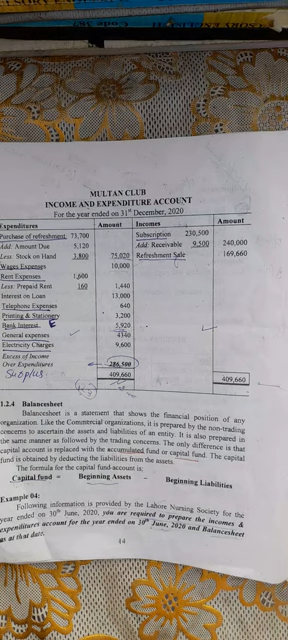 MULTAN CLUB
INCOME AND EXPENDITURE ACCOUNT
For the year ended on 31st December, 2020
Expenditures Amount Incomes Amount
Purchase of refreshment 73,700 Subscription 230,500
Add: Amount Due 5,120 Add: Receivable 9,500 240,000
Less: Stock on Hand 3,800 75,020 Refreshment Sale 169,660
Wages Expenses 10,000
Rent Expenses 1,600
Less: Prepaid Rent 160 1,440
Interest on Loan 13,000
Telephone Expenses 640
Printing & Stationery 3,200
Bank Interest E 5,920
General expenses 4340
Electricity Charges 9,600
Excess of Income
Over Expenditures 286,500
Surplus 409,660 409,660
1.2.4 Balancesheet
Balancesheet is a statement that shows the financial position of any
organization. Like the Commercial organizations, it is prepared by the non-trading
concerns to ascertain the assets and liabilities of an entity. It is also prepared in
the same manner as followed by the trading concerns. The only difference is that
capital account is replaced with the accumulated fund or capital fund. The capital
fund is obtained by deducting the liabilities from the assets.
The formula for the capital fund-account is:
Capital fund = Beginning Assets - Beginning Liabilities
Example 04:
Following information is provided by the Lahore Nursing Society for the
year ended on 30th June, 2020, you are required to prepare the incomes &
expenditures account for the year ended on 30th June, 2020 and Balancesheet
as at that date.
44